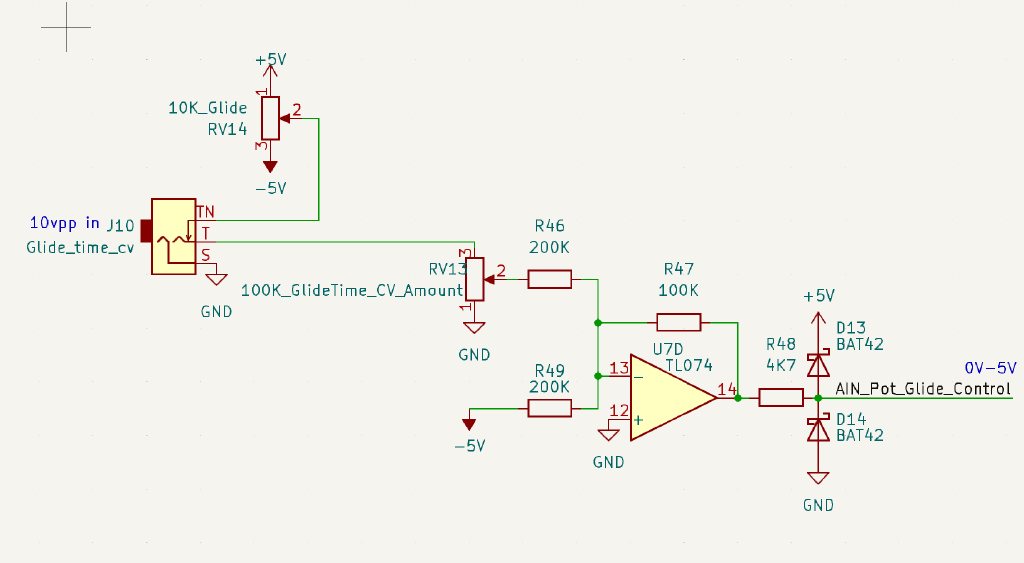 +5V
1
10K_Glide
2
RV14
3
-5V
10vpp in
J10
TN
Glide_time_cv
T
S
GND
RV13
3
2
100K_GlideTime_CV_Amount
1
GND
R46
200K
R47
100K
R49
200K
-5V
U7D
TL074
13
-
14
12
+
GND
R48
4K7
+5V
D13
BAT42
0V-5V
AIN_Pot_Glide_Control
D14
BAT42
GND